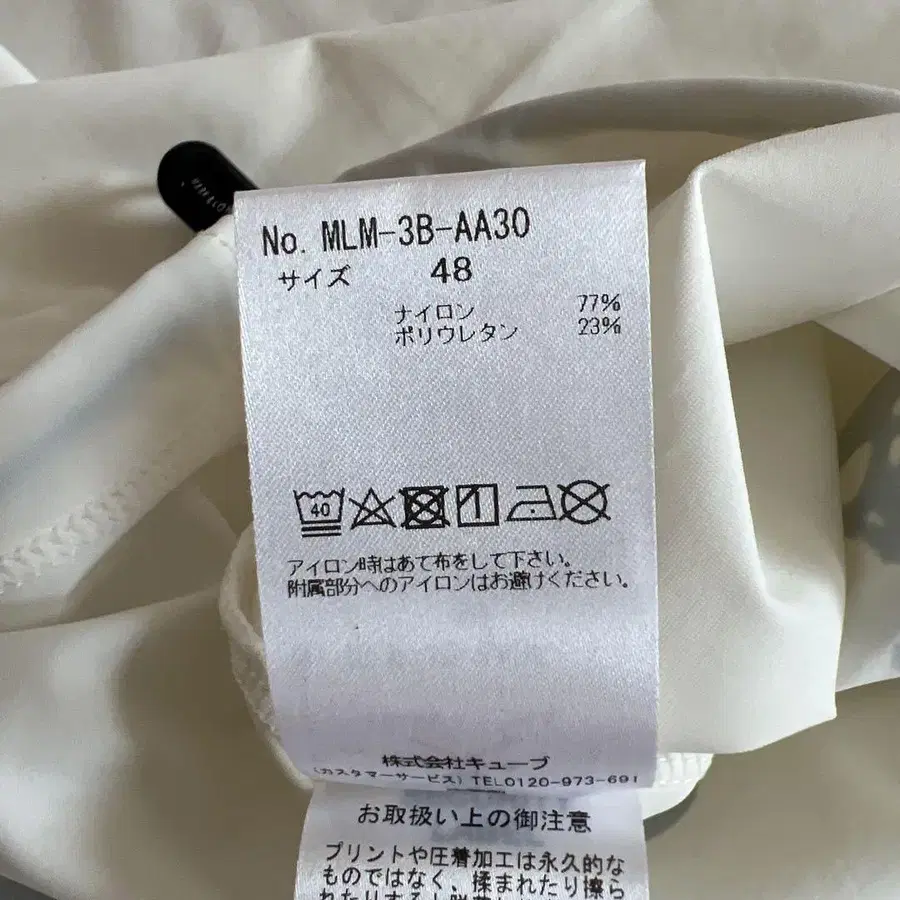 No. MLM-3B-AA30
サイズ 48
ナイロン 77%
ポリウレタン 23%
40
アイロン時はあて布をして下さい。
附属部分へのアイロンはお避けください。
株式会社キューブ
(カスタマーサービス) TEL0120-973-691
お取扱い上の御注意
プリントや圧着加工は永久的な
ものではなく、揉まれたり擦ら